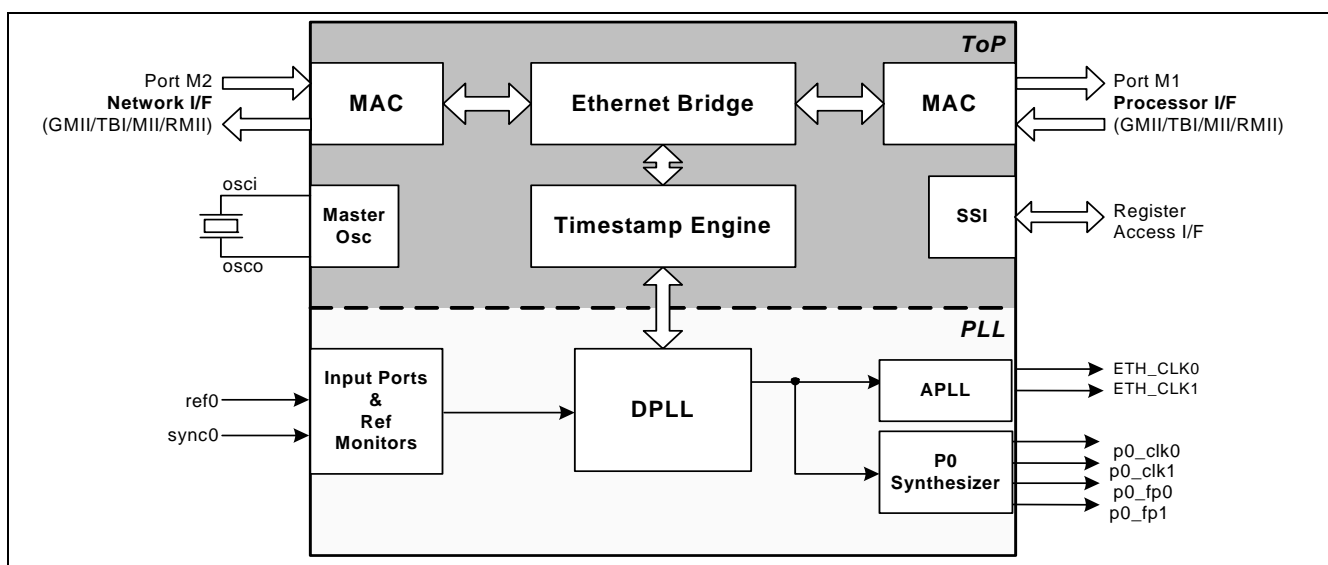 ToP
Port M2
Network I/F
(GMII/TBI/MII/RMII)
MAC
Ethernet Bridge
MAC
Port M1
Processor I/F
(GMII/TBI/MII/RMII)
osci
osco
Master
Osc
Timestamp Engine
SSI
Register
Access I/F
PLL
ref0
sync0
Input Ports
&
Ref
Monitors
DPLL
APLL
ETH_CLK0
ETH_CLK1
P0
Synthesizer
p0_clk0
p0_clk1
p0_fp0
p0_fp1